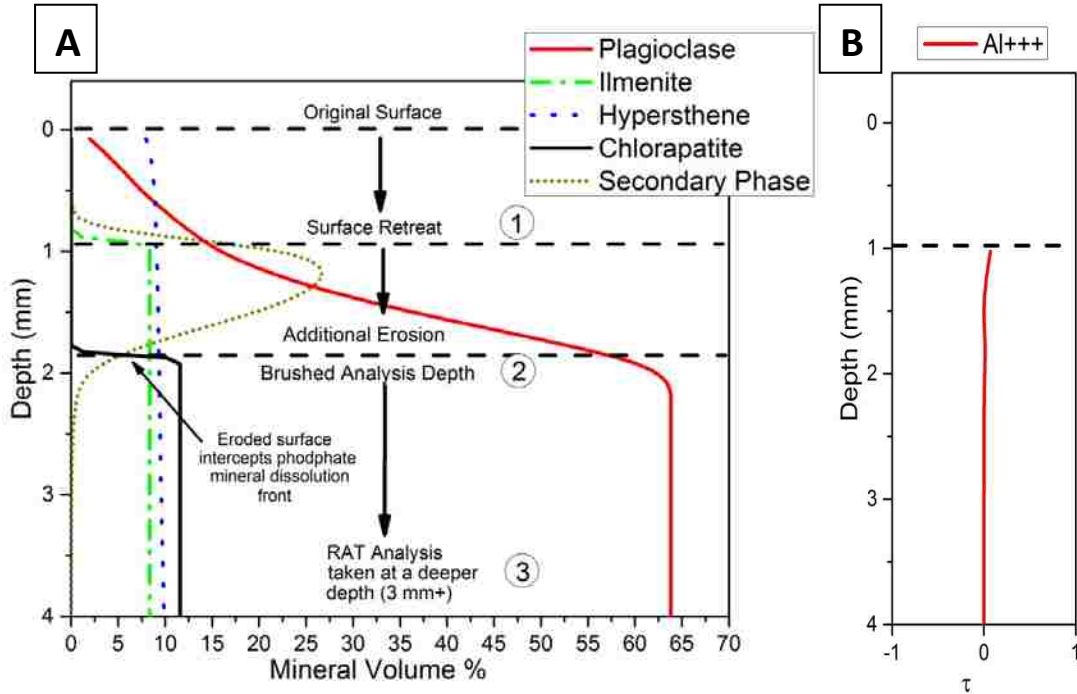 A
Plagioclase
Ilmenite
Hypersthene
Chlorapatite
Secondary Phase
Original Surface
Surface Retreat
1
Additional Erosion
Brushed Analysis Depth
2
Eroded surface
intercepts phodphate
mineral dissolution
front
RAT Analysis
taken at a deeper
depth (3 mm+)
3
0
1
2
3
4
Depth (mm)
0 5 10 15 20 25 30 35 40 45 50 55 60 65 70
Mineral Volume %
B
Al+++
0
1
2
3
4
Depth (mm)
-1 0 1
τ